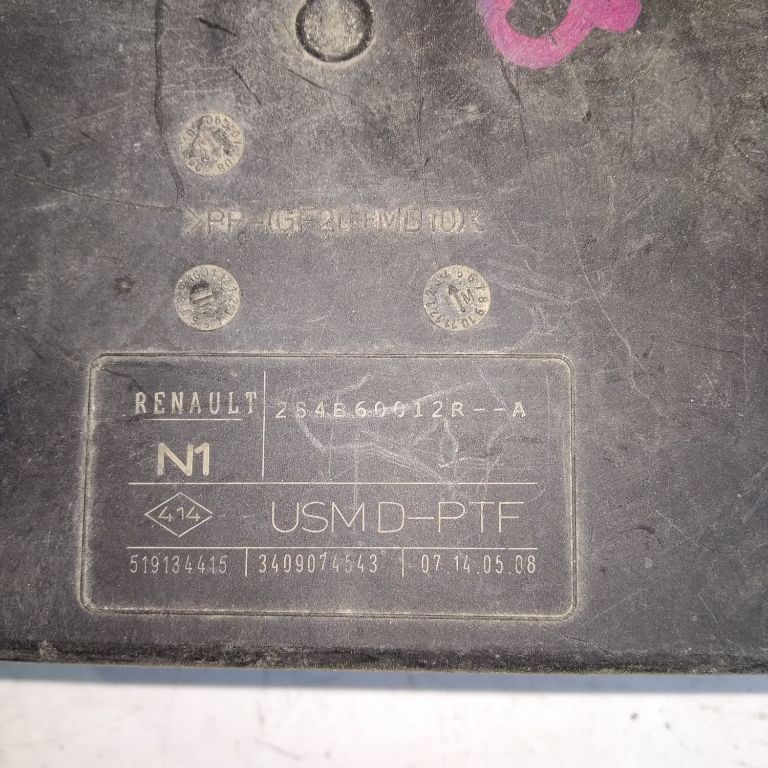 >PP-(GF20+MD10)<
RENAULT 284B60012R--A
N1
414 USM D-PTF
519134415 3409074543 07.14.05.08